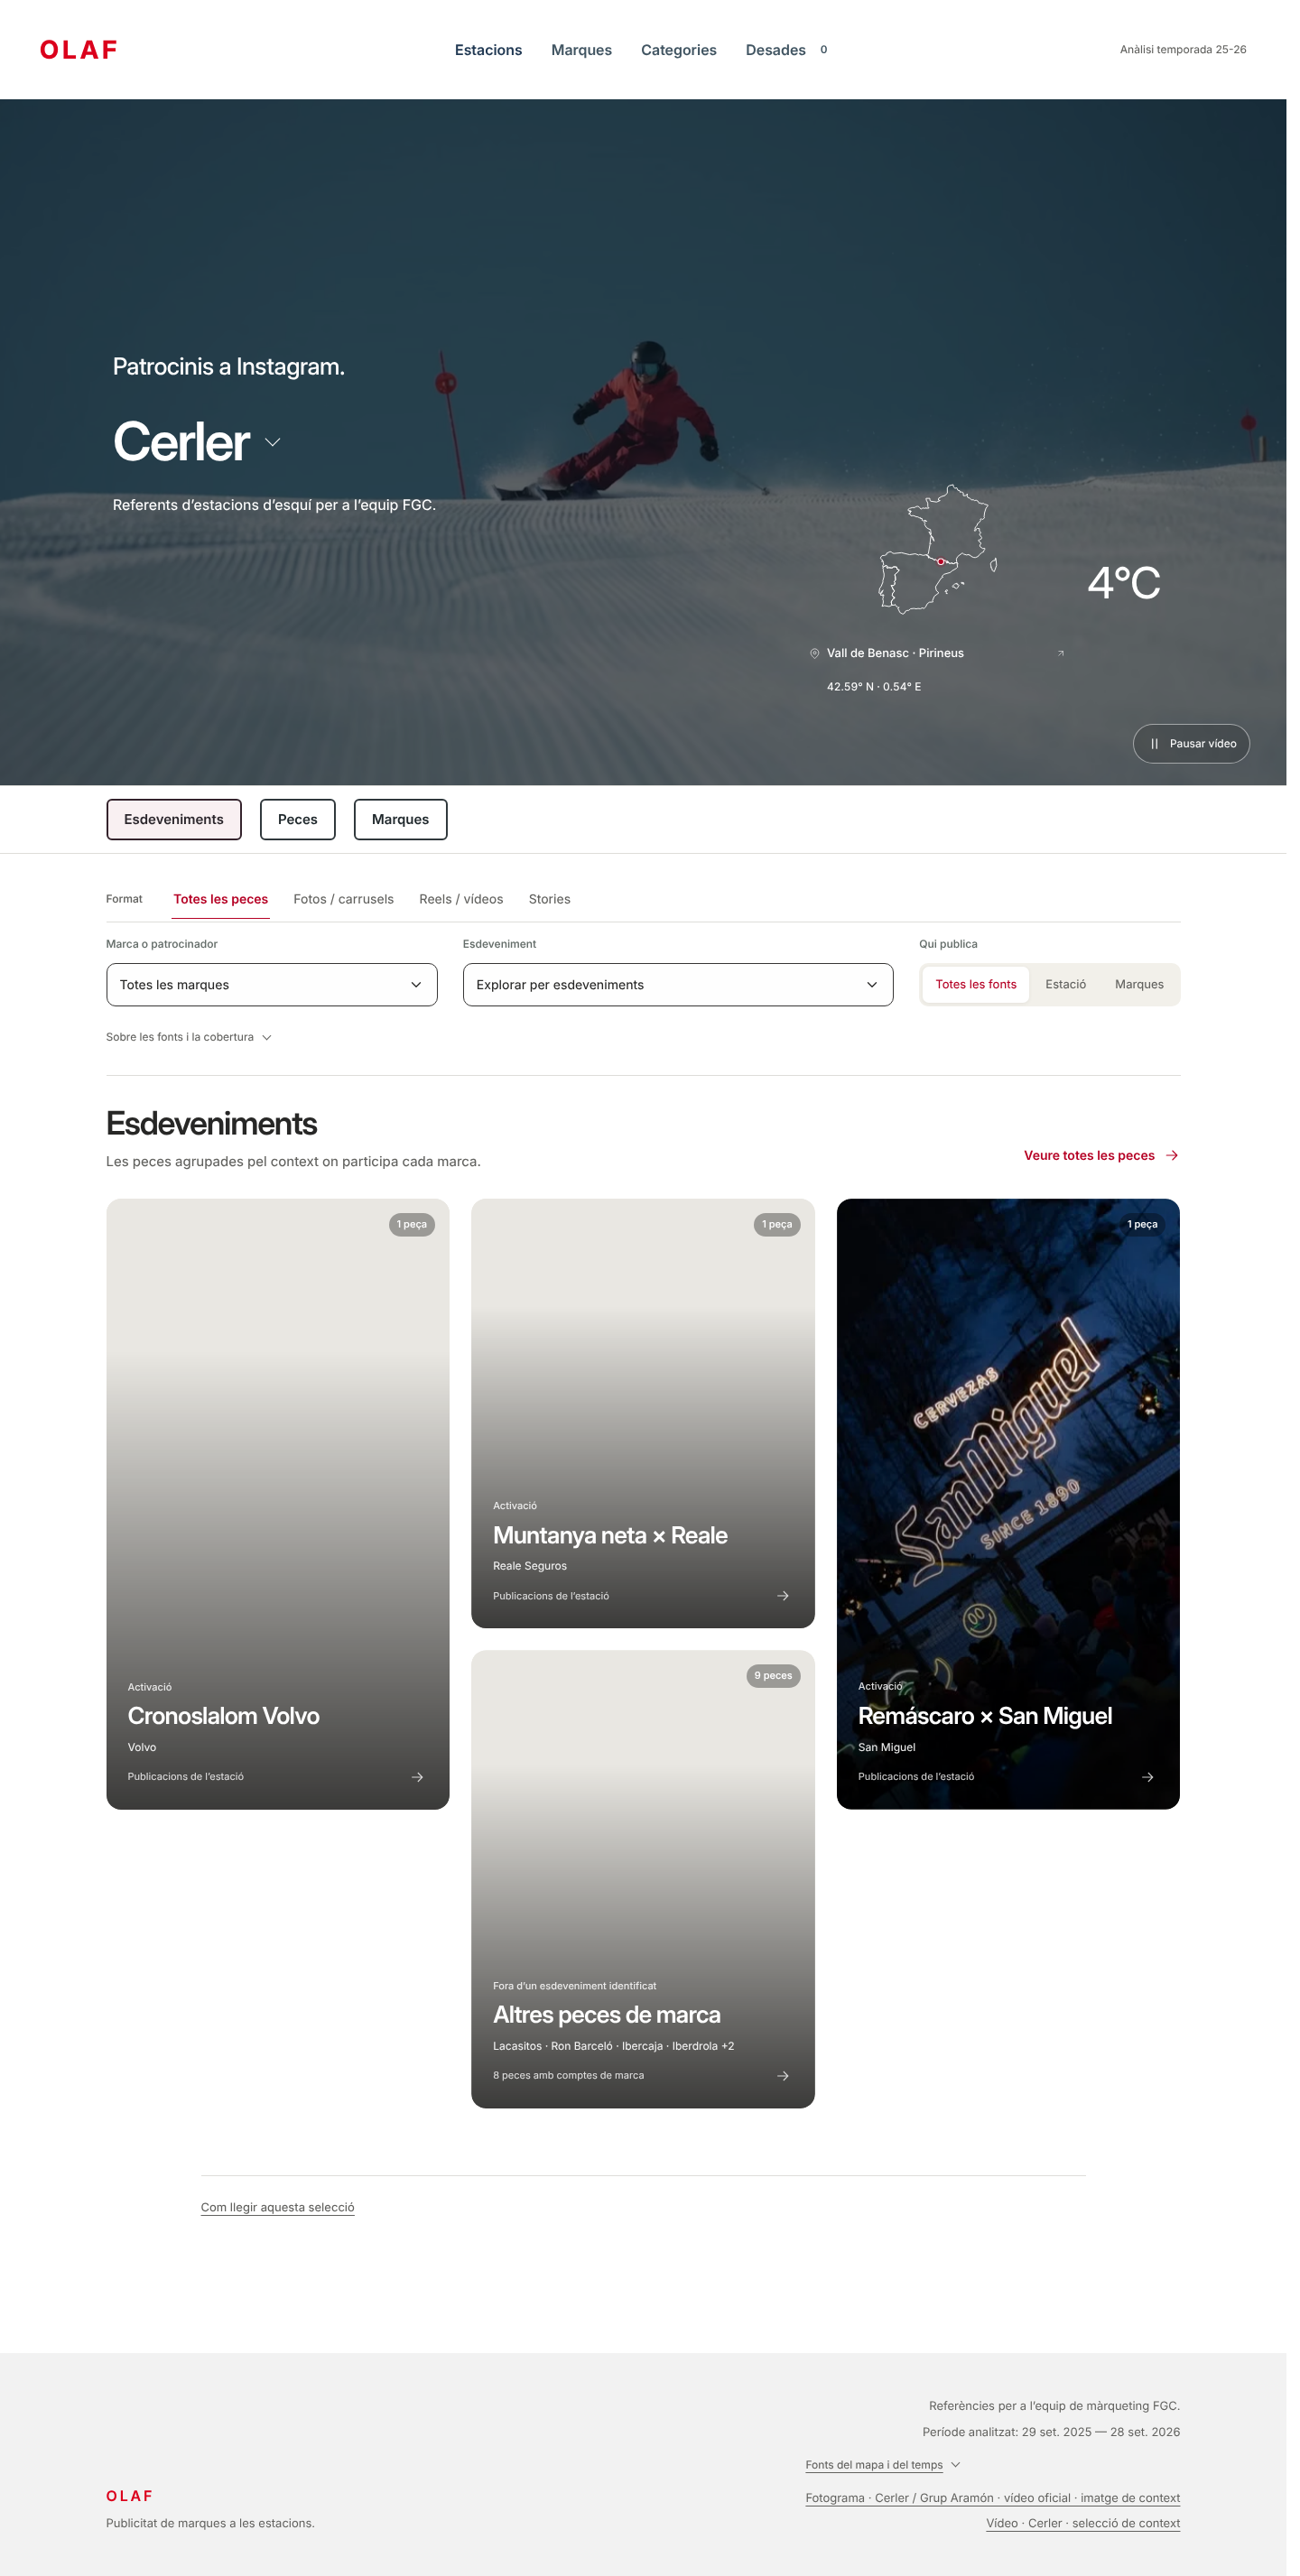 OLAF
Estacions
Marques
Categories
Desades 0
Anàlisi temporada 25-26
Patrocinis a Instagram.
Cerler
Referents d’estacions d’esquí per a l’equip FGC.
4°C
Vall de Benasc · Pirineus
42.59° N · 0.54° E
Pausar vídeo
Esdeveniments
Peces
Marques
Format
Totes les peces
Fotos / carrusels
Reels / vídeos
Stories
Marca o patrocinador
Esdeveniment
Qui publica
Totes les marques
Explorar per esdeveniments
Totes les fonts
Estació
Marques
Sobre les fonts i la cobertura
Esdeveniments
Les peces agrupades pel context on participa cada marca.
Veure totes les peces
1 peça
Activació
Cronoslalom Volvo
Volvo
Publicacions de l’estació
1 peça
Activació
Muntanya neta × Reale
Reale Seguros
Publicacions de l’estació
9 peces
Fora d’un esdeveniment identificat
Altres peces de marca
Lacasitos · Ron Barceló · Ibercaja · Iberdrola +2
8 peces amb comptes de marca
1 peça
CERVEZAS
San Miguel
SINCE 1890
Activació
Remáscaro × San Miguel
San Miguel
Publicacions de l’estació
Com llegir aquesta selecció
OLAF
Publicitat de marques a les estacions.
Referències per a l’equip de màrqueting FGC.
Període analitzat: 29 set. 2025 — 28 set. 2026
Fonts del mapa i del temps
Fotograma · Cerler / Grup Aramón · vídeo oficial · imatge de context
Vídeo · Cerler · selecció de context